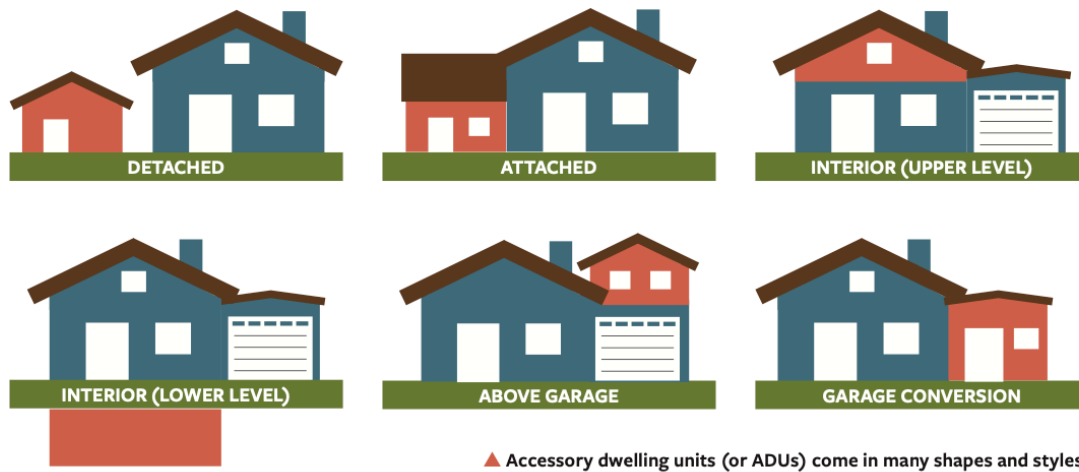 DETACHED
ATTACHED
INTERIOR (UPPER LEVEL)
INTERIOR (LOWER LEVEL)
ABOVE GARAGE
GARAGE CONVERSION
Accessory dwelling units (or ADUs) come in many shapes and styles